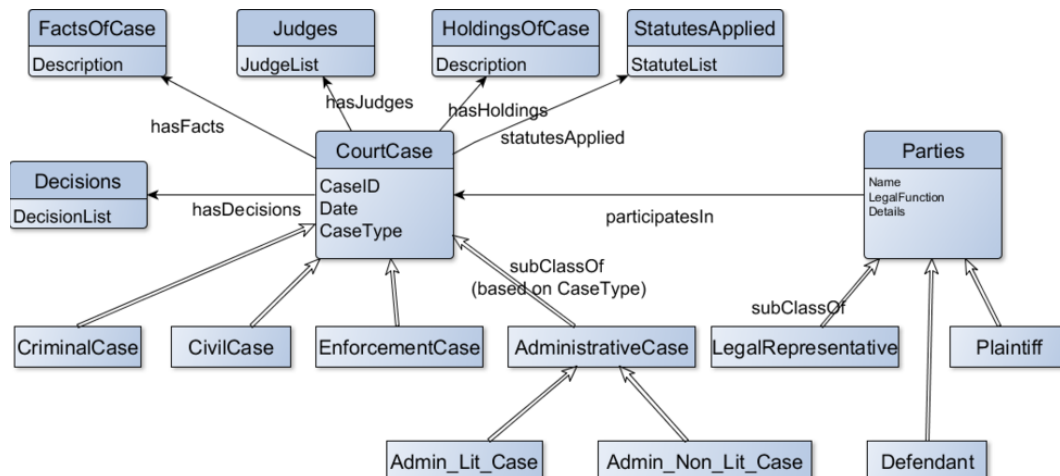 FactsOfCase
Description
Judges
JudgeList
HoldingsOfCase
Description
StatutesApplied
StatuteList
hasFacts
hasJudges
hasHoldings
statutesApplied
Decisions
DecisionList
hasDecisions
CourtCase
CaseID
Date
CaseType
participatesIn
Parties
Name
LegalFunction
Details
subClassOf
(based on CaseType)
subClassOf
CriminalCase
CivilCase
EnforcementCase
AdministrativeCase
LegalRepresentative
Plaintiff
Admin_Lit_Case
Admin_Non_Lit_Case
Defendant